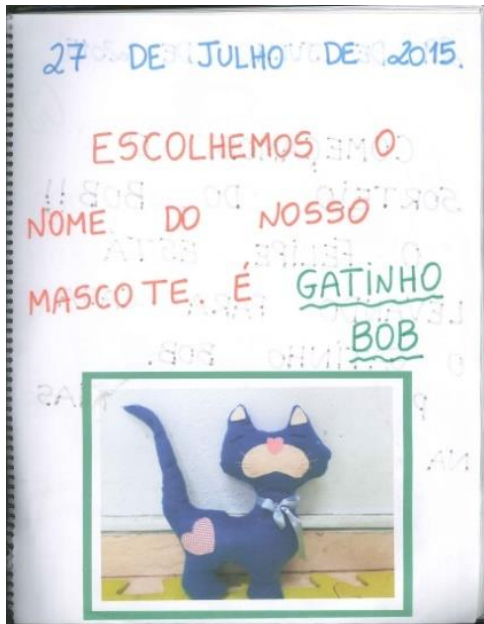 27 DE JULHO DE 2015.
ESCOLHEMOS O
NOME DO NOSSO
MASCOTE. É GATINHO
BOB